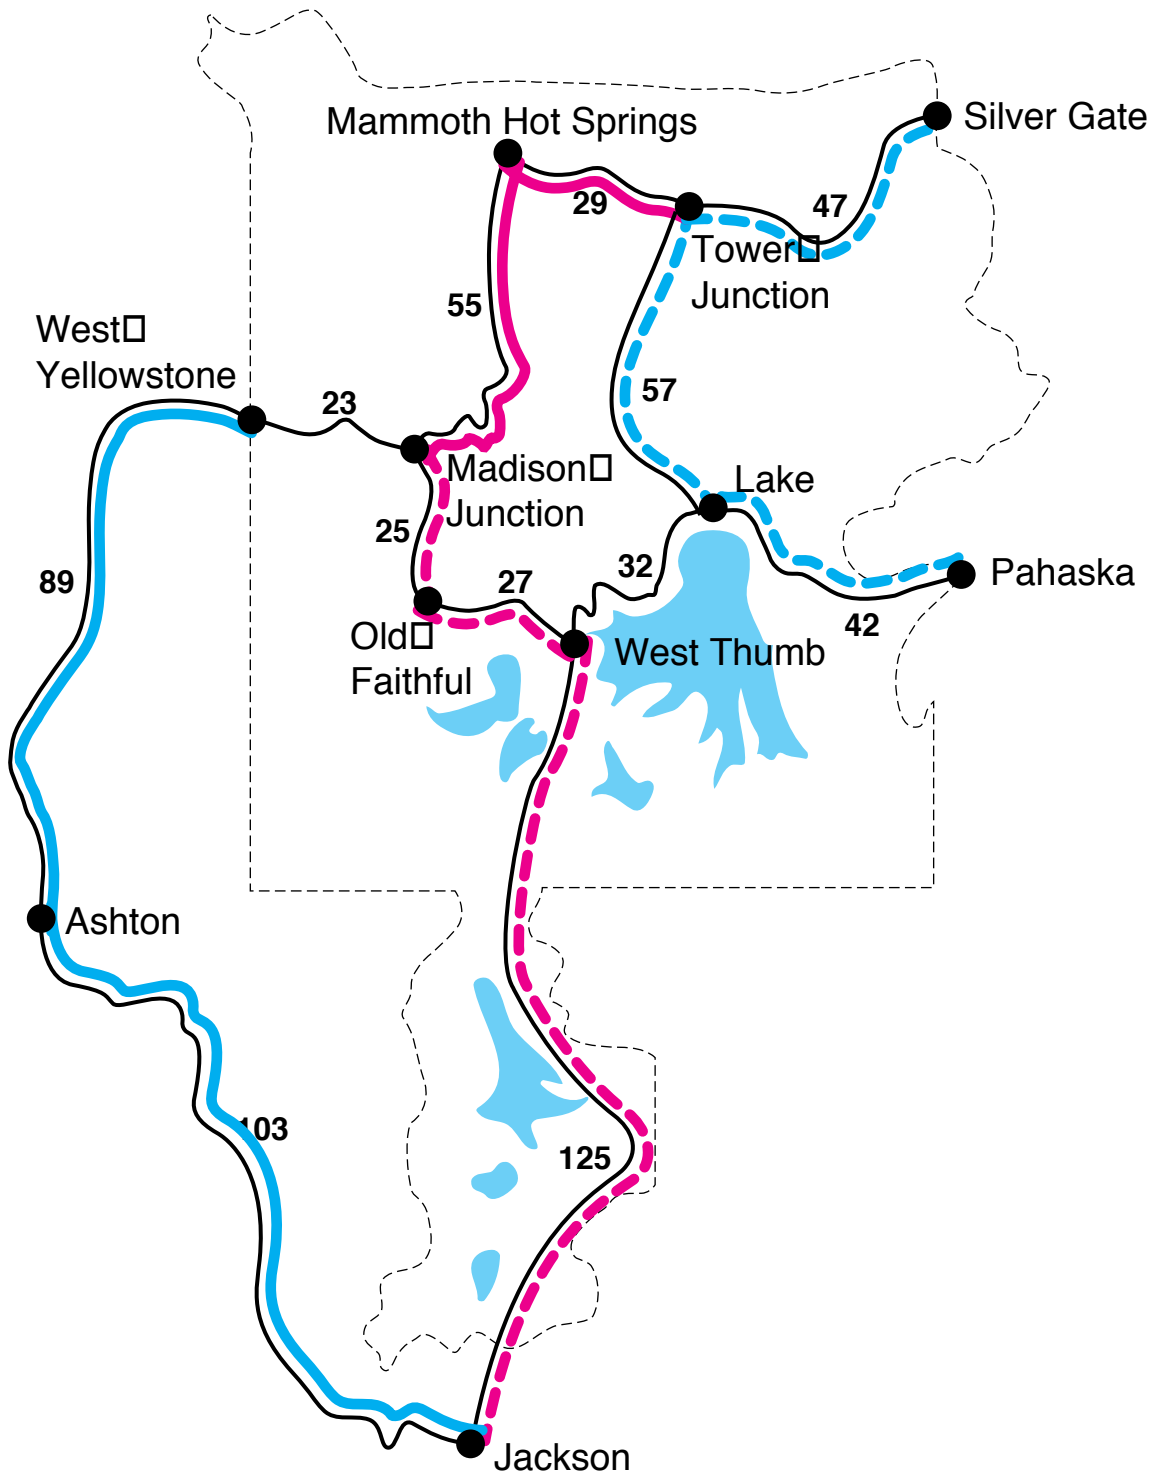 Mammoth Hot Springs
Silver Gate
29
47
Tower
Junction
55
West
Yellowstone
23
57
Madison
Junction
Lake
25
89
32
27
Pahaska
42
Old
Faithful
West Thumb
Ashton
103
125
Jackson